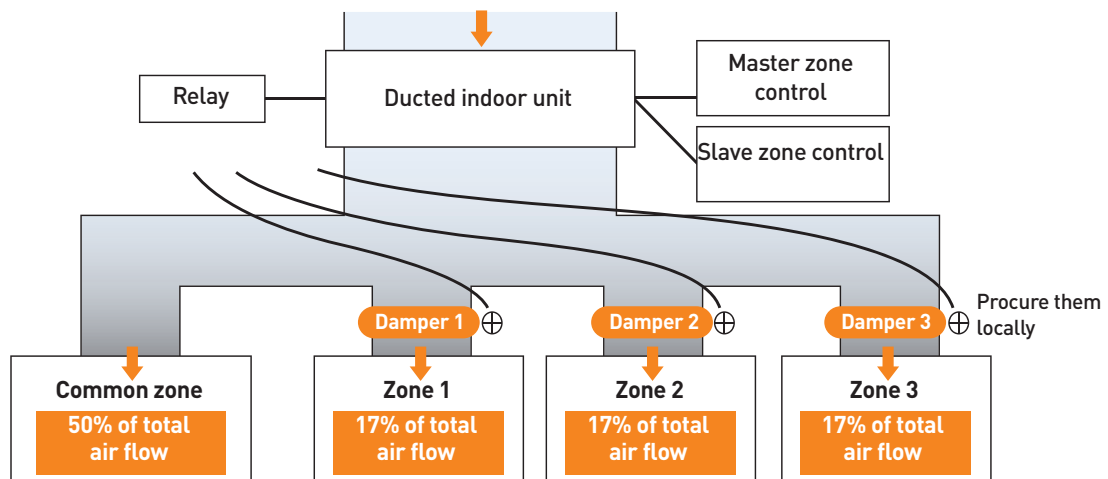 Relay
Ducted indoor unit
Master zone
control
Slave zone control
Damper 1
Damper 2
Damper 3
Procure them
locally
Common zone
50% of total
air flow
Zone 1
17% of total
air flow
Zone 2
17% of total
air flow
Zone 3
17% of total
air flow